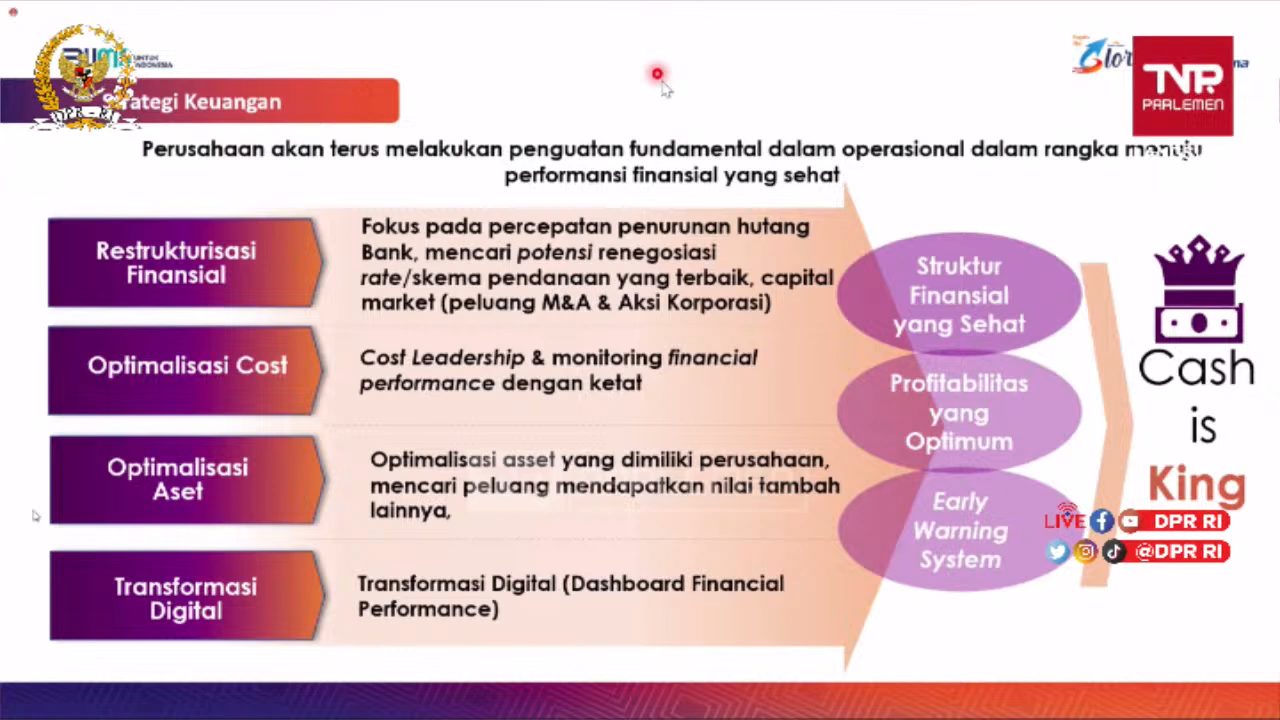 UNTUK
INDONESIA
DPR-RI
TVR
PARLEMEN
Strategi Keuangan
Perusahaan akan terus melakukan penguatan fundamental dalam operasional dalam rangka
performansi finansial yang sehat
Restrukturisasi
Finansial
Fokus pada percepatan penurunan hutang
Bank, mencari potensi renegosiasi
rate/skema pendanaan yang terbaik, capital
market (peluang M&A & Aksi Korporasi)
Optimalisasi Cost
Cost Leadership & monitoring financial
performance dengan ketat
Optimalisasi
Aset
Optimalisasi asset yang dimiliki perusahaan,
mencari peluang mendapatkan nilai tambah
lainnya,
Transformasi
Digital
Transformasi Digital (Dashboard Financial
Performance)
Struktur
Finansial
yang Sehat
Profitabilitas
yang
Optimum
Early
Warning
System
Cash
is
King
LIVE DPR RI
@DPR RI